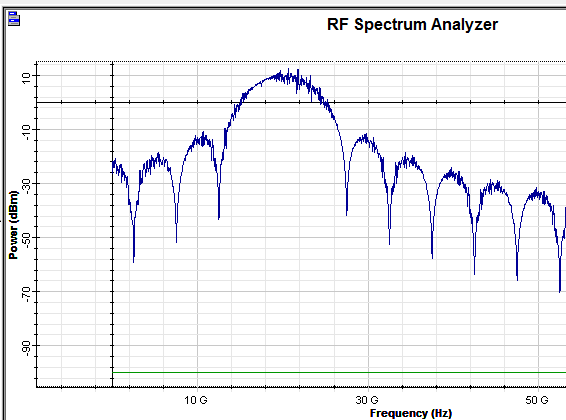 RF Spectrum Analyzer
10
-10
-30
-50
-70
-90
Power (dBm)
10 G
30 G
50 G
Frequency (Hz)